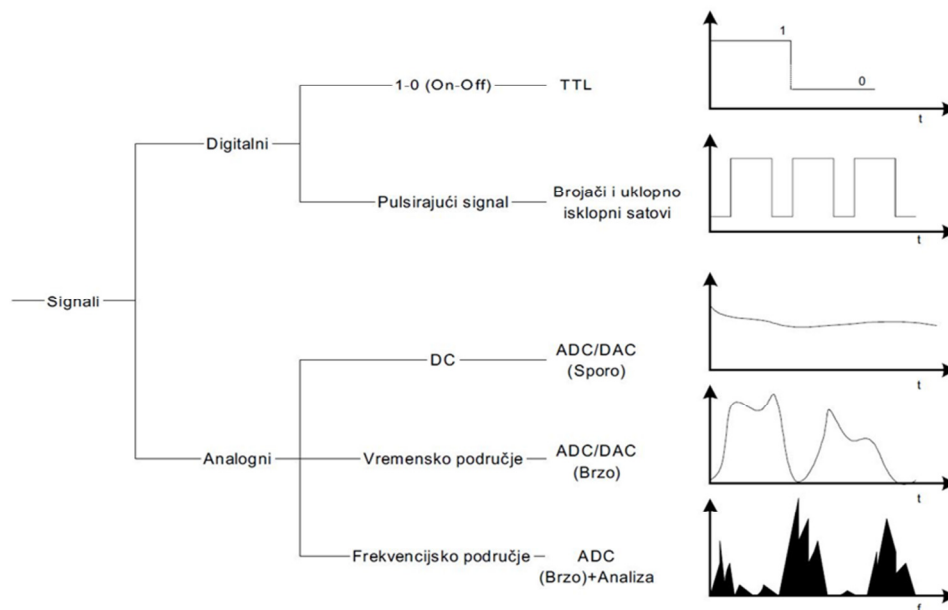 1
1-0 (On-Off)
TTL
0
t
Digitalni
Pulsirajući signal
Brojači i uklopno
isklopni satovi
t
Signali
DC
ADC/DAC
(Sporo)
t
Analogni
Vremensko područje
ADC/DAC
(Brzo)
t
Frekvencijsko područje
ADC
(Brzo)+Analiza
f